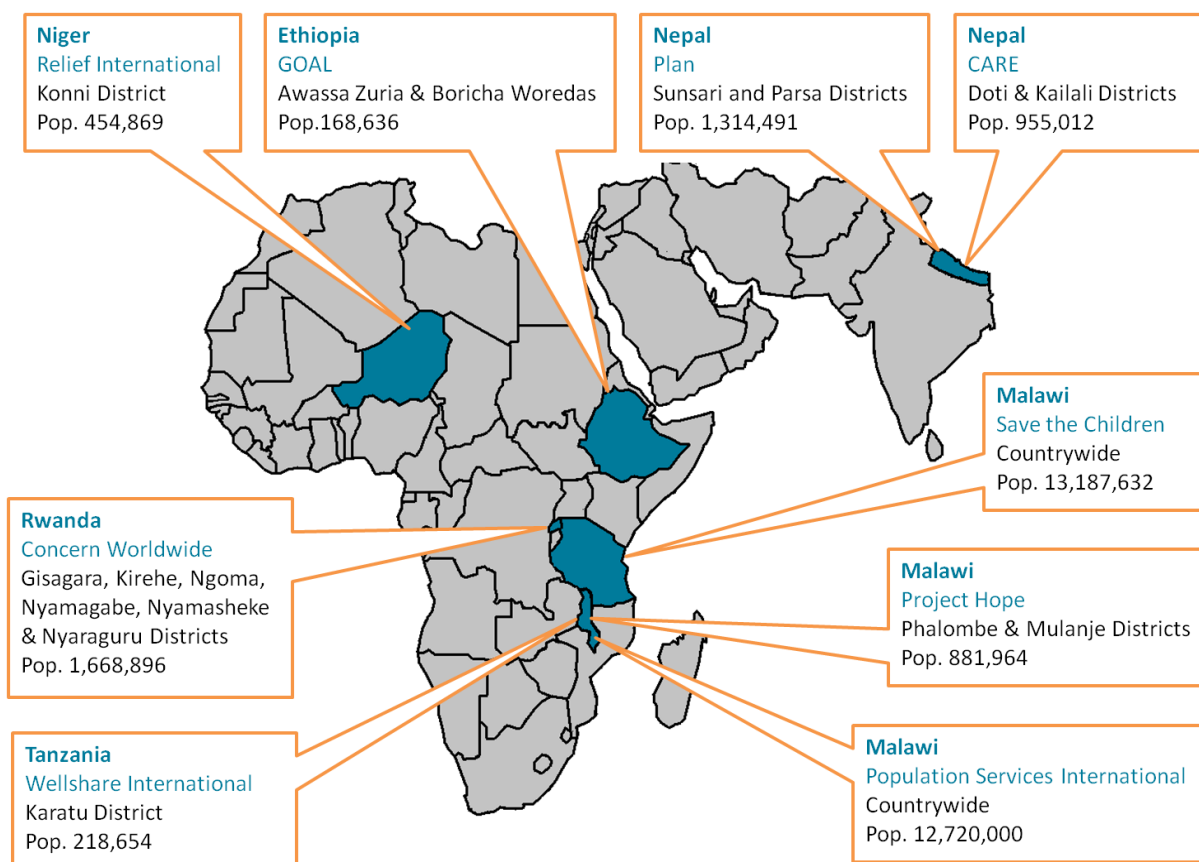 Niger
Relief International
Konni District
Pop. 454,869
Ethiopia
GOAL
Awassa Zuria & Boricha Woredas
Pop.168,636
Nepal
Plan
Sunsari and Parsa Districts
Pop. 1,314,491
Nepal
CARE
Doti & Kailali Districts
Pop. 955,012
Malawi
Save the Children
Countrywide
Pop. 13,187,632
Rwanda
Concern Worldwide
Gisagara, Kirehe, Ngoma,
Nyamagabe, Nyamasheke
& Nyaraguru Districts
Pop. 1,668,896
Malawi
Project Hope
Phalombe & Mulanje Districts
Pop. 881,964
Tanzania
Wellshare International
Karatu District
Pop. 218,654
Malawi
Population Services International
Countrywide
Pop. 12,720,000